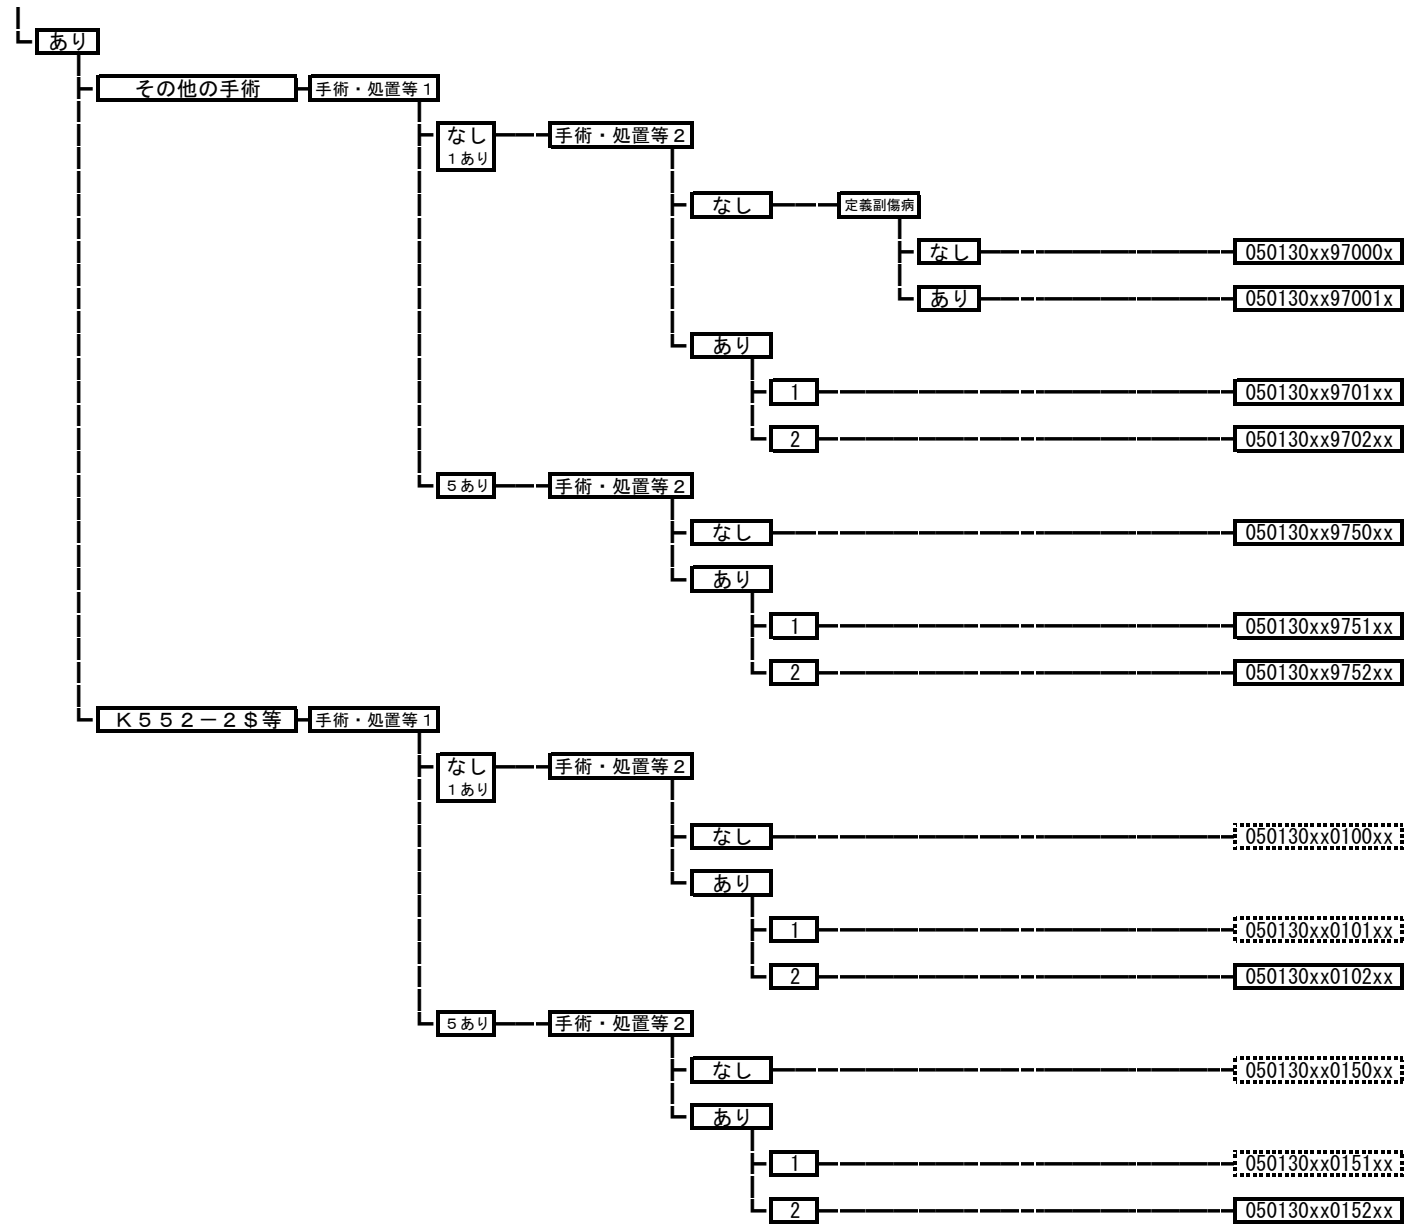 あり
その他の手術 手術・処置等1
なし 手術・処置等2
1あり
なし 定義副傷病
なし 050130xx97000x
あり 050130xx97001x
あり
1 050130xx9701xx
2 050130xx9702xx
5あり 手術・処置等2
なし 050130xx9750xx
あり
1 050130xx9751xx
2 050130xx9752xx
K552-2$等 手術・処置等1
なし 手術・処置等2
1あり
なし 050130xx0100xx
あり
1 050130xx0101xx
2 050130xx0102xx
5あり 手術・処置等2
なし 050130xx0150xx
あり
1 050130xx0151xx
2 050130xx0152xx